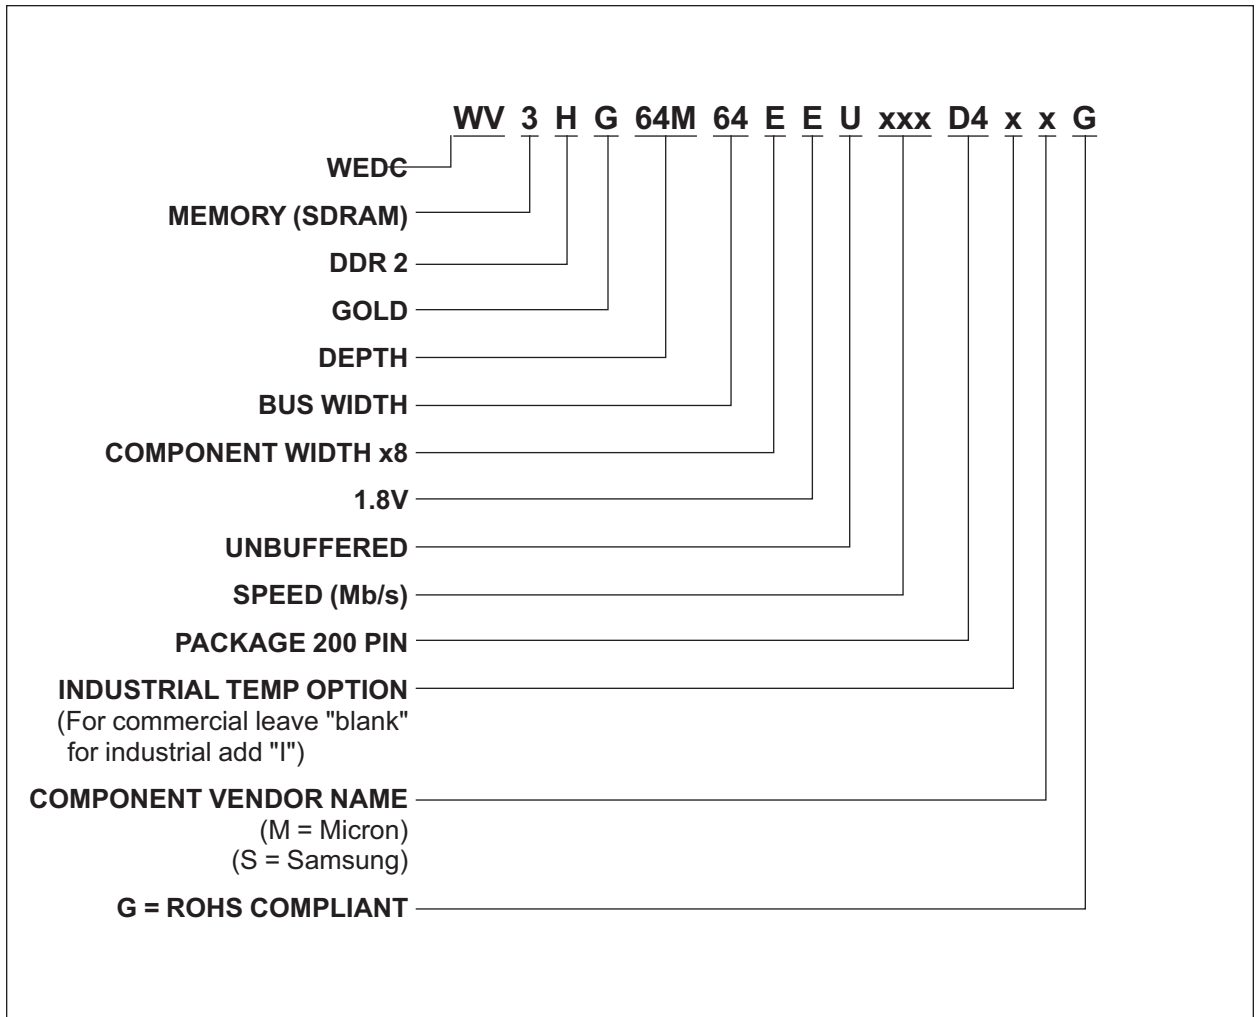 WV 3 H G 64M 64 E E U xxx D4 x x G
WEDC
MEMORY (SDRAM)
DDR 2
GOLD
DEPTH
BUS WIDTH
COMPONENT WIDTH x8
1.8V
UNBUFFERED
SPEED (Mb/s)
PACKAGE 200 PIN
INDUSTRIAL TEMP OPTION
(For commercial leave "blank"
for industrial add "I")
COMPONENT VENDOR NAME
(M = Micron)
(S = Samsung)
G = ROHS COMPLIANT